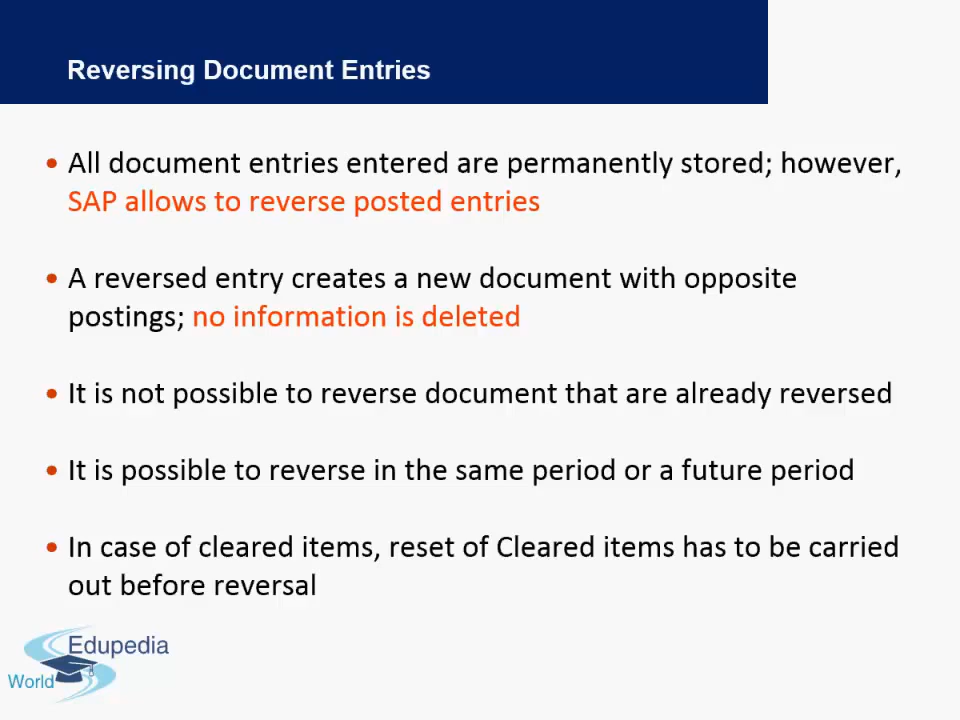 Reversing Document Entries
• All document entries entered are permanently stored; however,
SAP allows to reverse posted entries
• A reversed entry creates a new document with opposite
postings; no information is deleted
• It is not possible to reverse document that are already reversed
• It is possible to reverse in the same period or a future period
• In case of cleared items, reset of Cleared items has to be carried
out before reversal
Edupedia
World